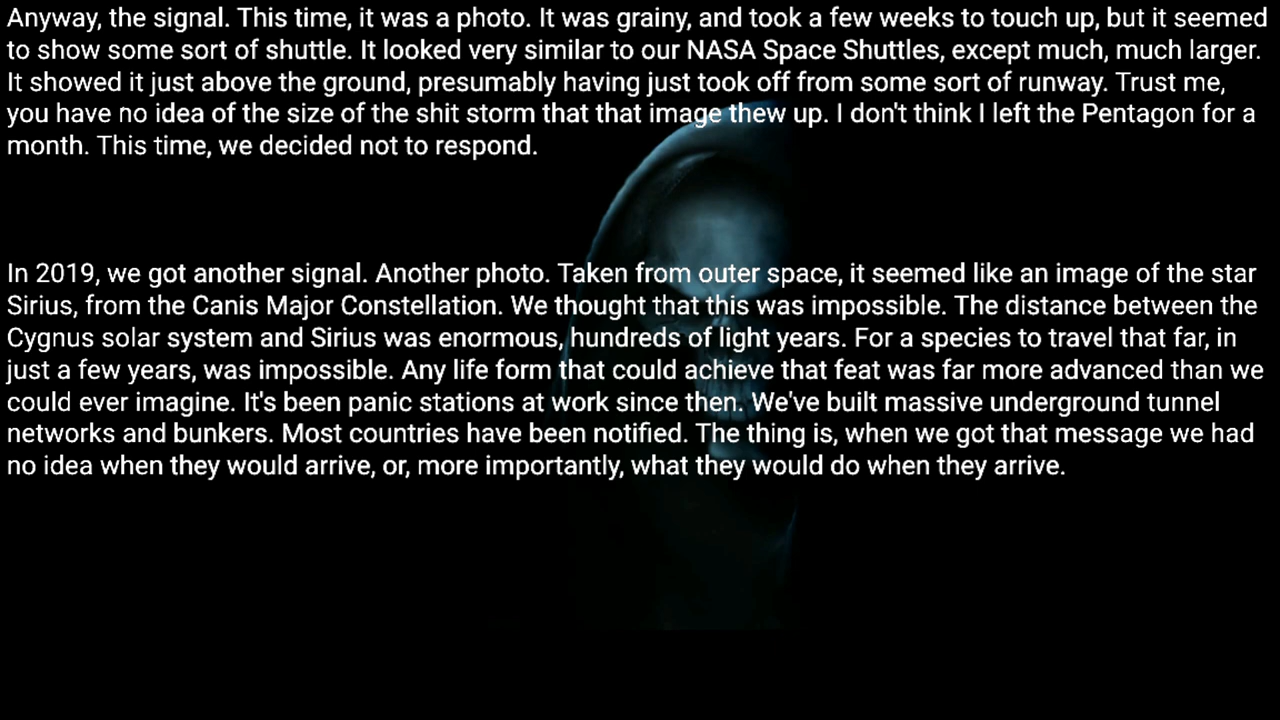 Anyway, the signal. This time, it was a photo. It was grainy, and took a few weeks to touch up, but it seemed
to show some sort of shuttle. It looked very similar to our NASA Space Shuttles, except much, much larger.
It showed it just above the ground, presumably having just took off from some sort of runway. Trust me,
you have no idea of the size of the shit storm that that image thew up. I don't think I left the Pentagon for a
month. This time, we decided not to respond.
In 2019, we got another signal. Another photo. Taken from outer space, it seemed like an image of the star
Sirius, from the Canis Major Constellation. We thought that this was impossible. The distance between the
Cygnus solar system and Sirius was enormous, hundreds of light years. For a species to travel that far, in
just a few years, was impossible. Any life form that could achieve that feat was far more advanced than we
could ever imagine. It's been panic stations at work since then. We've built massive underground tunnel
networks and bunkers. Most countries have been notified. The thing is, when we got that message we had
no idea when they would arrive, or, more importantly, what they would do when they arrive.